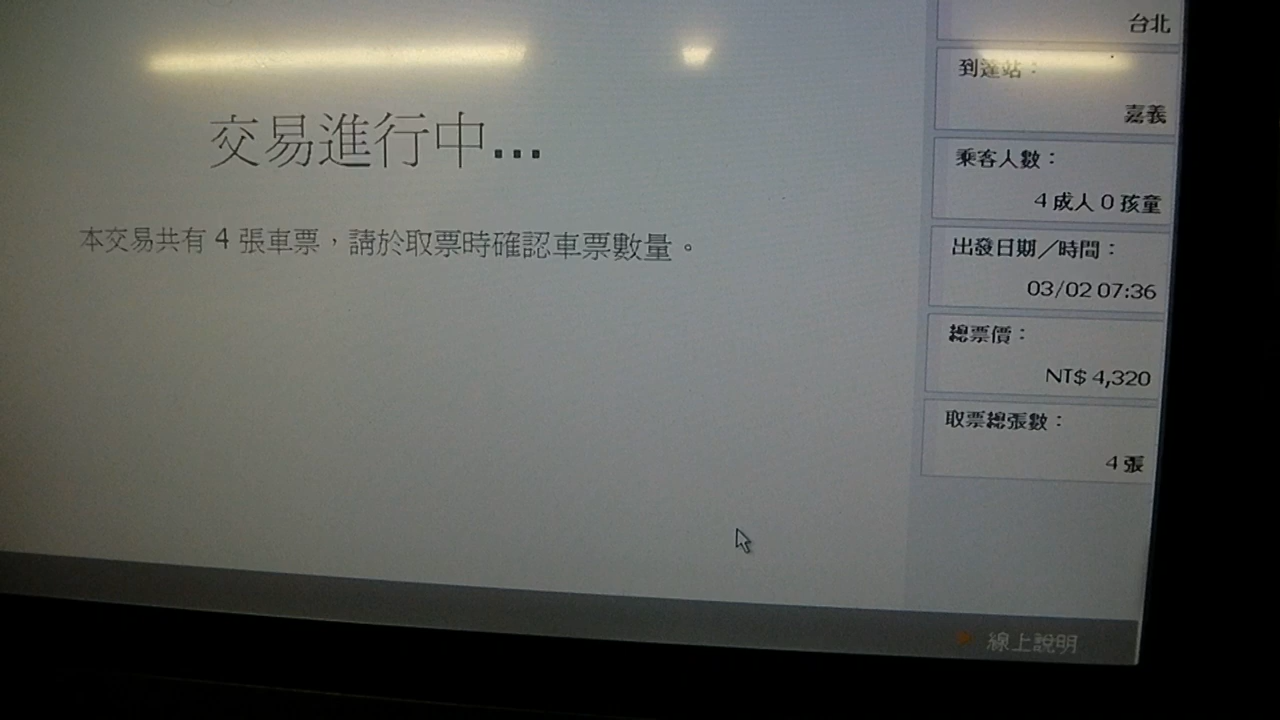 交易進行中...
本交易共有 4 張車票，請於取票時確認車票數量。
台北
到達站：
嘉義
乘客人數：
4 成人 0 孩童
出發日期／時間：
03/02 07:36
總票價：
NT$ 4,320
取票總張數：
4 張
線上說明